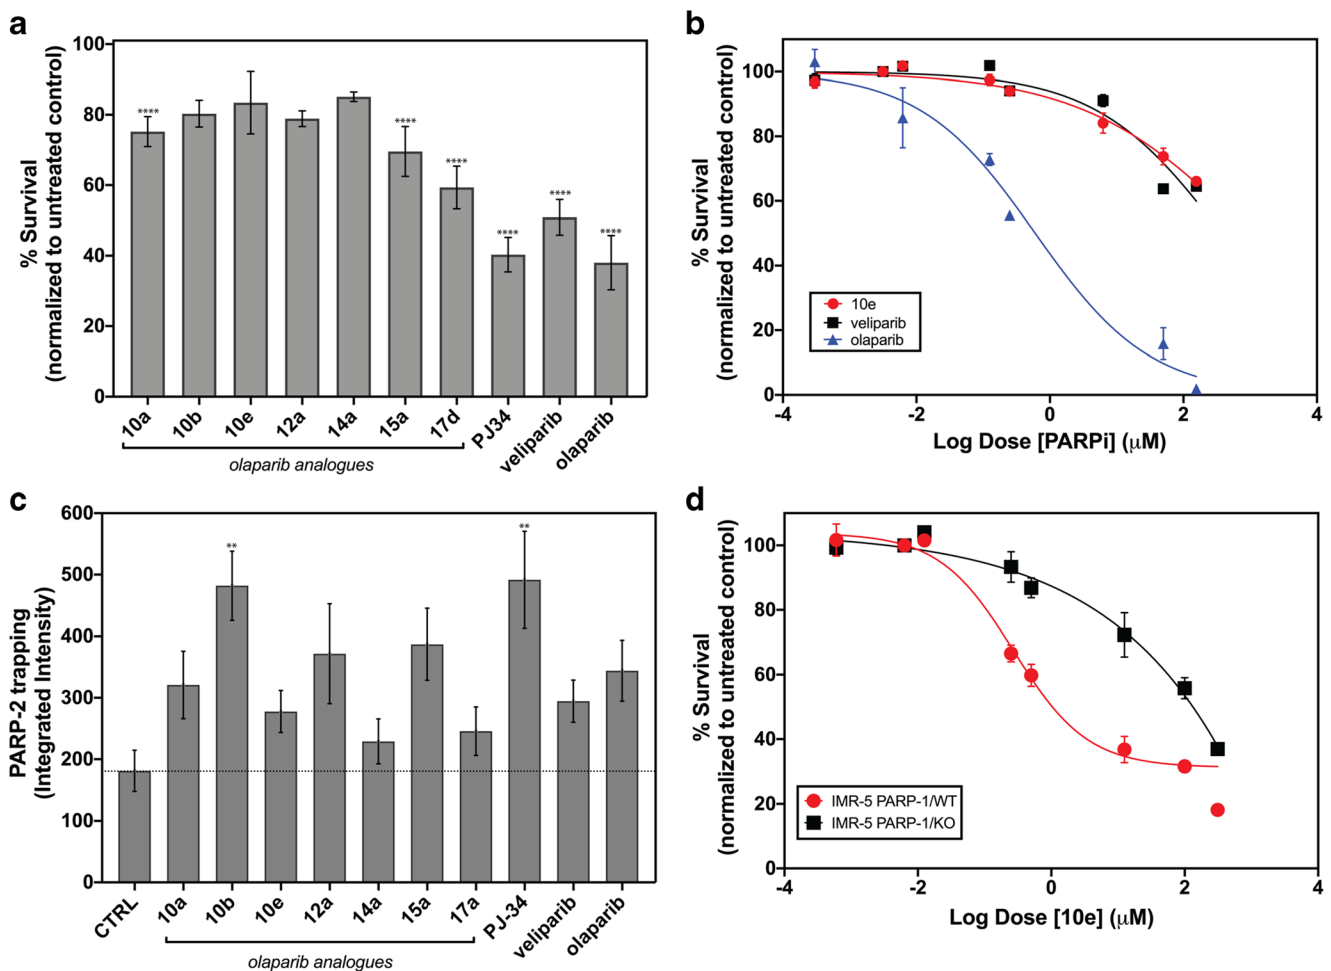 a
% Survival
(normalized to untreated control)
100
80
60
40
20
0
****
****
****
****
****
****
10a
10b
10e
12a
14a
15a
17d
PJ34
veliparib
olaparib
olaparib analogues
b
% Survival
(normalized to untreated control)
100
80
60
40
20
0
10e
veliparib
olaparib
-4
-2
0
2
4
Log Dose [PARPi] (μM)
c
PARP-2 trapping
(Integrated Intensity)
600
500
400
300
200
100
0
**
**
CTRL
10a
10b
10e
12a
14a
15a
17a
PJ-34
veliparib
olaparib
olaparib analogues
d
% Survival
(normalized to untreated control)
100
80
60
40
20
0
IMR-5 PARP-1/WT
IMR-5 PARP-1/KO
-4
-2
0
2
4
Log Dose [10e] (μM)